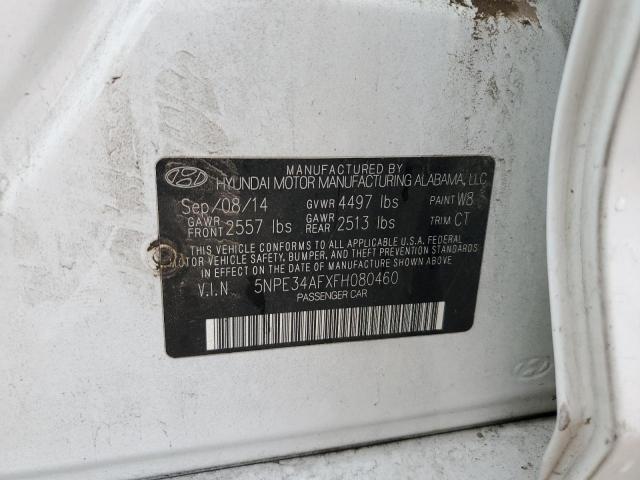 MANUFACTURED BY
HYUNDAI MOTOR MANUFACTURING ALABAMA, LLC
Sep/08/14 GVWR 4497 lbs PAINT W8
GAWR FRONT 2557 lbs GAWR REAR 2513 lbs TRIM CT
THIS VEHICLE CONFORMS TO ALL APPLICABLE U.S.A. FEDERAL
MOTOR VEHICLE SAFETY, BUMPER, AND THEFT PREVENTION STANDARDS
IN EFFECT ON THE DATE OF MANUFACTURE SHOWN ABOVE.
V.I.N. 5NPE34AFXFH080460
PASSENGER CAR